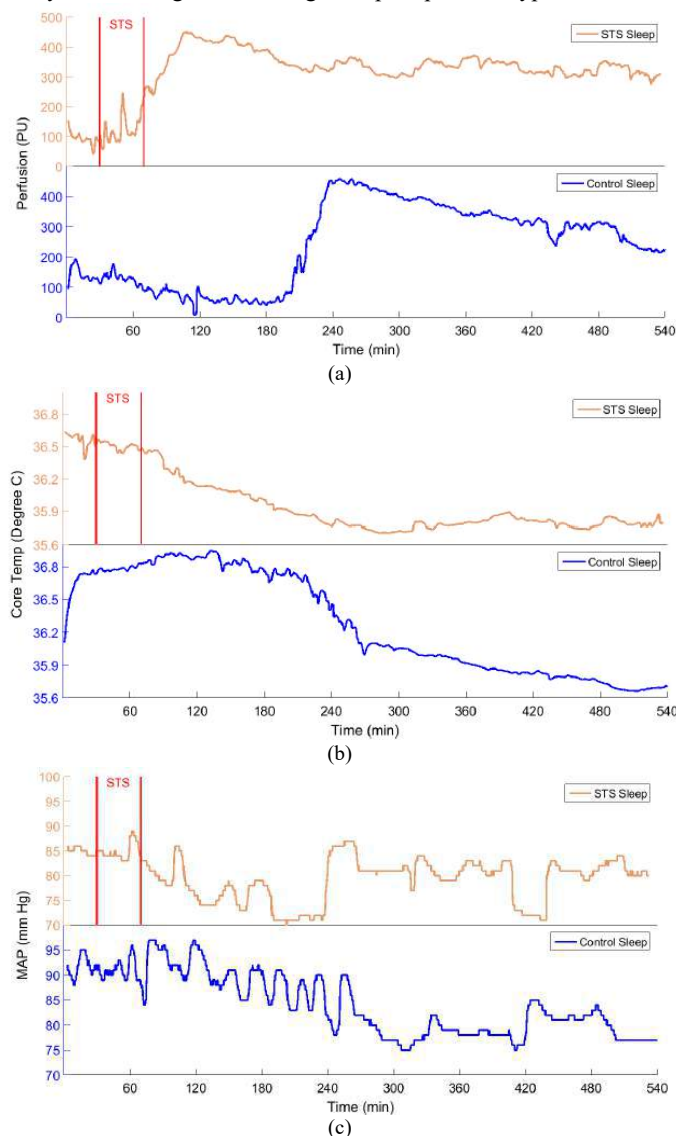 STS
500
STS Sleep
400
300
200
100
0
Perfusion (PU)
Control Sleep
400
300
200
100
0
60 120 180 240 300 360 420 480 540
Time (min)
(a)
STS
36.8
STS Sleep
36.5
36.2
35.9
35.6
Core Temp (Degree C)
Control Sleep
36.8
36.5
36.2
35.9
35.6
60 120 180 240 300 360 420 480 540
Time (min)
(b)
100
STS
95
STS Sleep
90
85
80
75
70
MAP (mm Hg)
Control Sleep
95
90
85
80
75
70
60 120 180 240 300 360 420 480 540
Time (min)
(c)